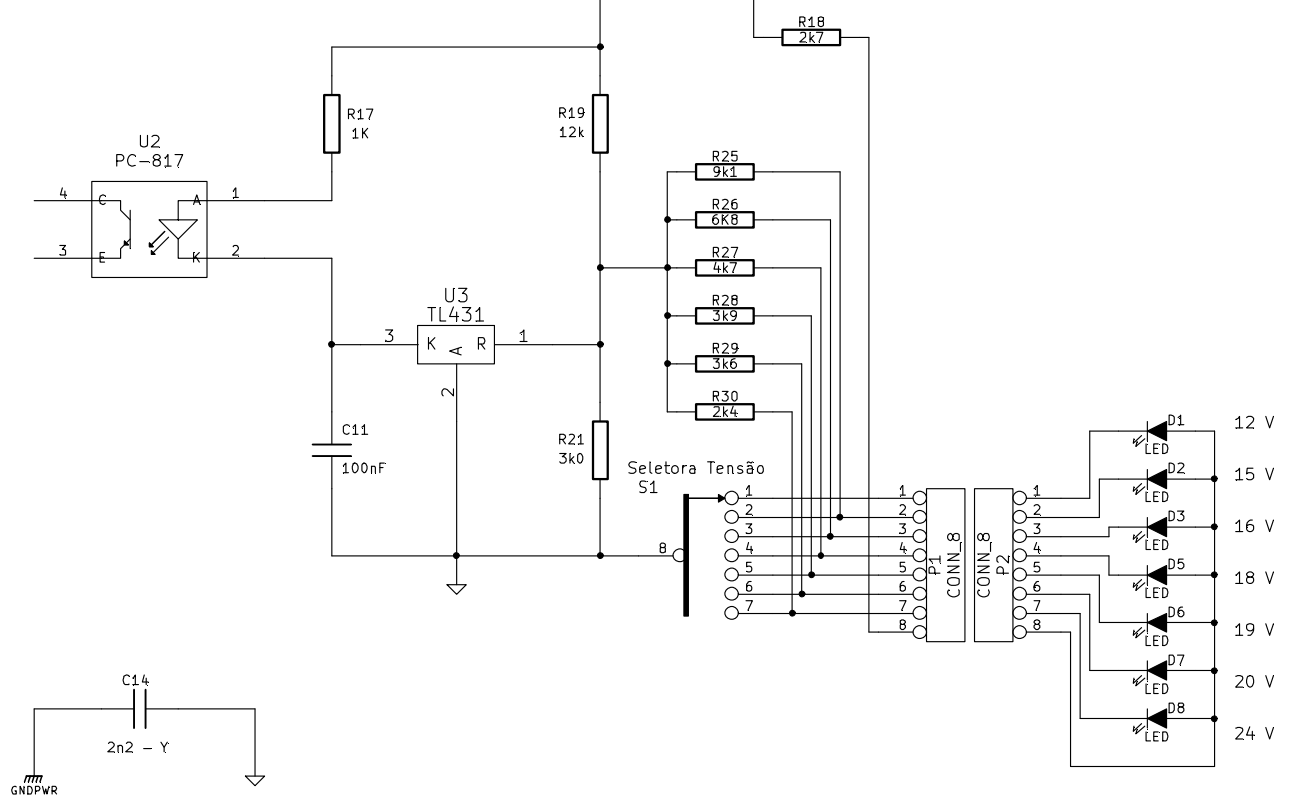 R18
2k7
R17
1K
R19
12k
U2
PC-817
4
C
A
1
3
E
K
2
R25
9k1
R26
6K8
R27
4k7
R28
3k9
R29
3k6
R30
2k4
U3
TL431
3
K
A
R
1
2
C11
100nF
R21
3k0
Seletora Tensão
S1
8
1
2
3
4
5
6
7
1
2
3
4
5
6
7
8
P1
CONN_8
CONN_8
P2
1
2
3
4
5
6
7
8
D1
LED
12 V
D2
LED
15 V
D3
LED
16 V
D5
LED
18 V
D6
LED
19 V
D7
LED
20 V
D8
LED
24 V
C14
2n2 - Y
GNDPWR